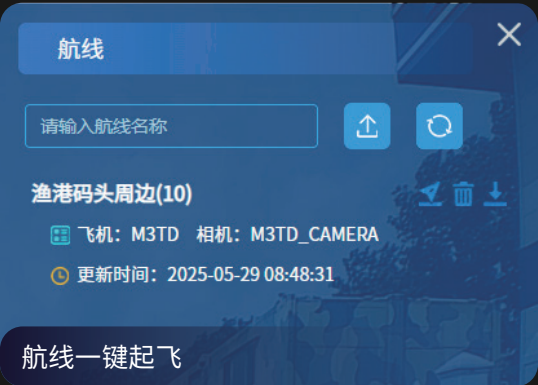 航线
请输入航线名称
渔港码头周边(10)
飞机：M3TD 相机：M3TD_CAMERA
更新时间：2025-05-29 08:48:31
航线一键起飞